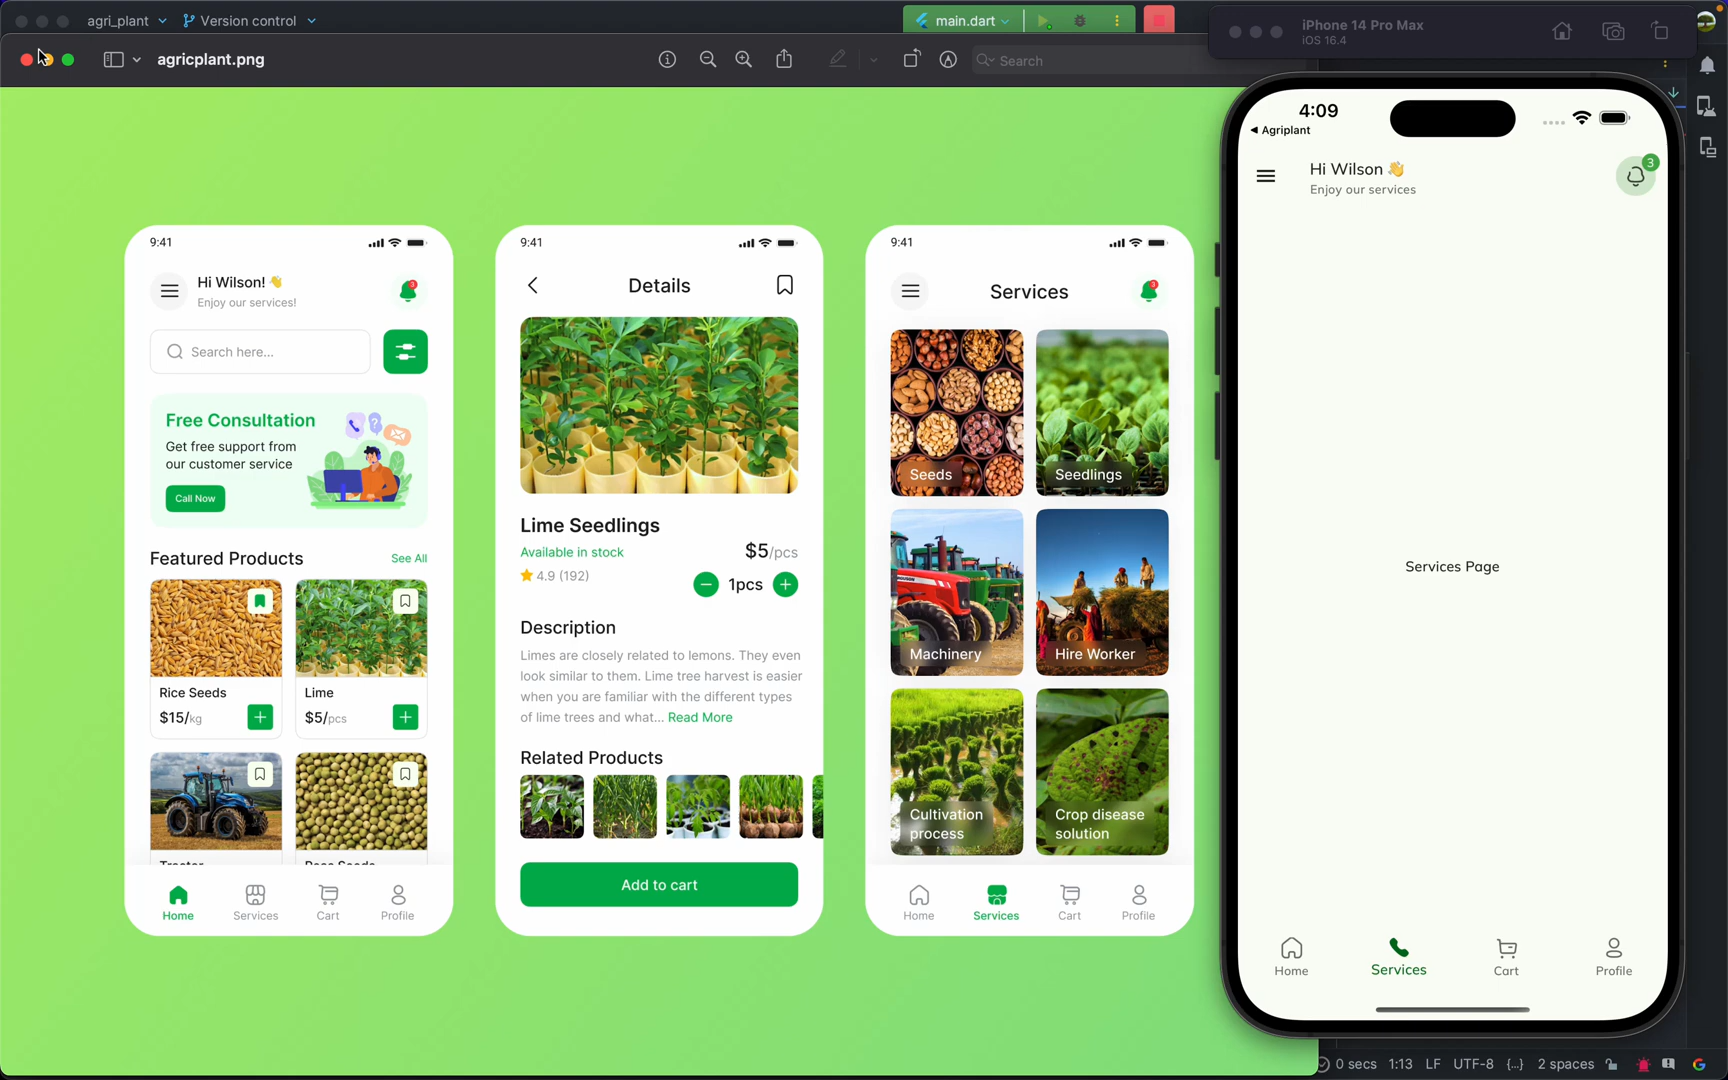 agri_plant
Version control
main.dart
iPhone 14 Pro Max
iOS 16.4
agricplant.png
Search
9:41
Hi Wilson! 👋
Enjoy our services!
3
Search here...
Free Consultation
Get free support from
our customer service
Call Now
Featured Products
See All
Rice Seeds
$15/kg
Lime
$5/pcs
Home
Services
Cart
Profile
9:41
Details
Lime Seedlings
Available in stock
$5/pcs
4.9 (192)
1pcs
Description
Limes are closely related to lemons. They even
look similar to them. Lime tree harvest is easier
when you are familiar with the different types
of lime trees and what... Read More
Related Products
Add to cart
9:41
Services
3
Seeds
Seedlings
Machinery
Hire Worker
Cultivation
process
Crop disease
solution
Home
Services
Cart
Profile
4:09
Agriplant
Hi Wilson 👋
Enjoy our services
3
Services Page
Home
Services
Cart
Profile
0 secs
1:13
LF
UTF-8
{..}
2 spaces